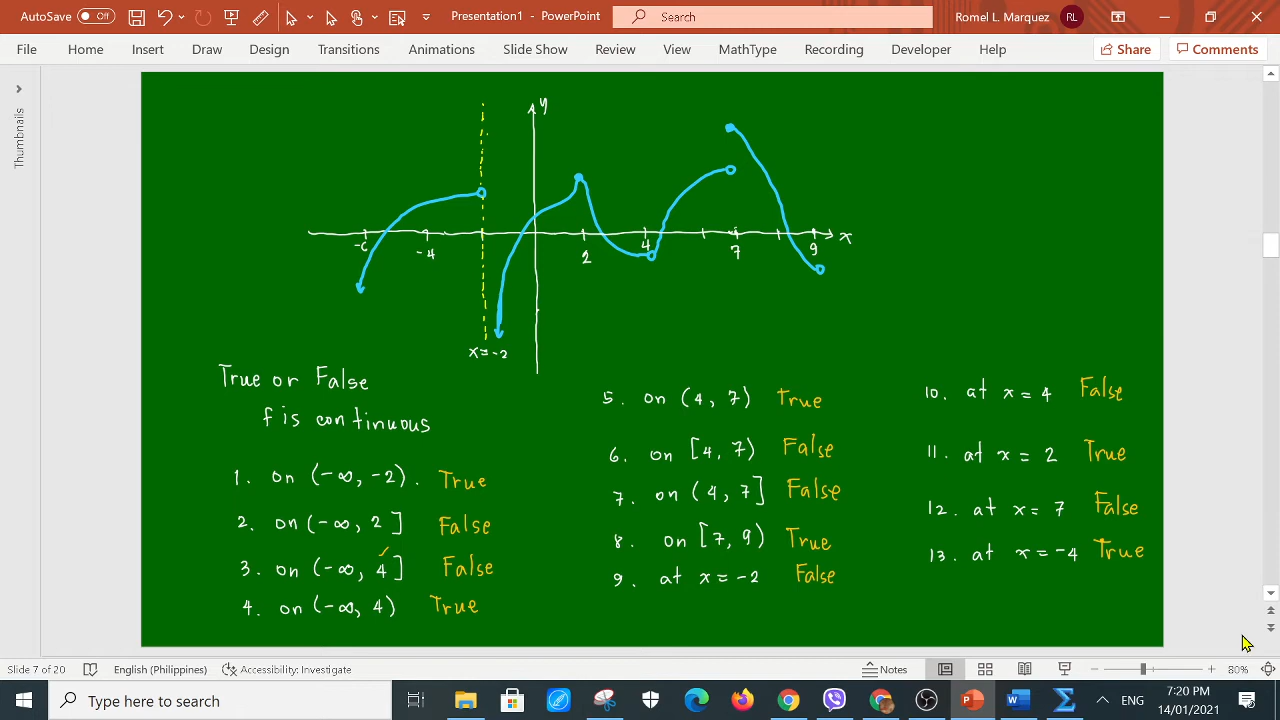 AutoSave Off
Presentation1 - PowerPoint
Search
Romel L. Marquez RL
File Home Insert Draw Design Transitions Animations Slide Show Review View MathType Recording Developer Help Share Comments
Thumbnails
y
x
-6
-4
2
4
7
9
x = -2
True or False
f is continuous
1. on (-∞, -2). True
2. on (-∞, 2] False
3. on (-∞, 4] False
4. on (-∞, 4) True
5. on (4, 7) True
6. on [4, 7) False
7. on (4, 7] False
8. on [7, 9) True
9. at x = -2 False
10. at x = 4 False
11. at x = 2 True
12. at x = 7 False
13. at x = -4 True
Slide 7 of 20 English (Philippines) Accessibility: Investigate Notes 80%
Type here to search
ENG
7:20 PM
14/01/2021